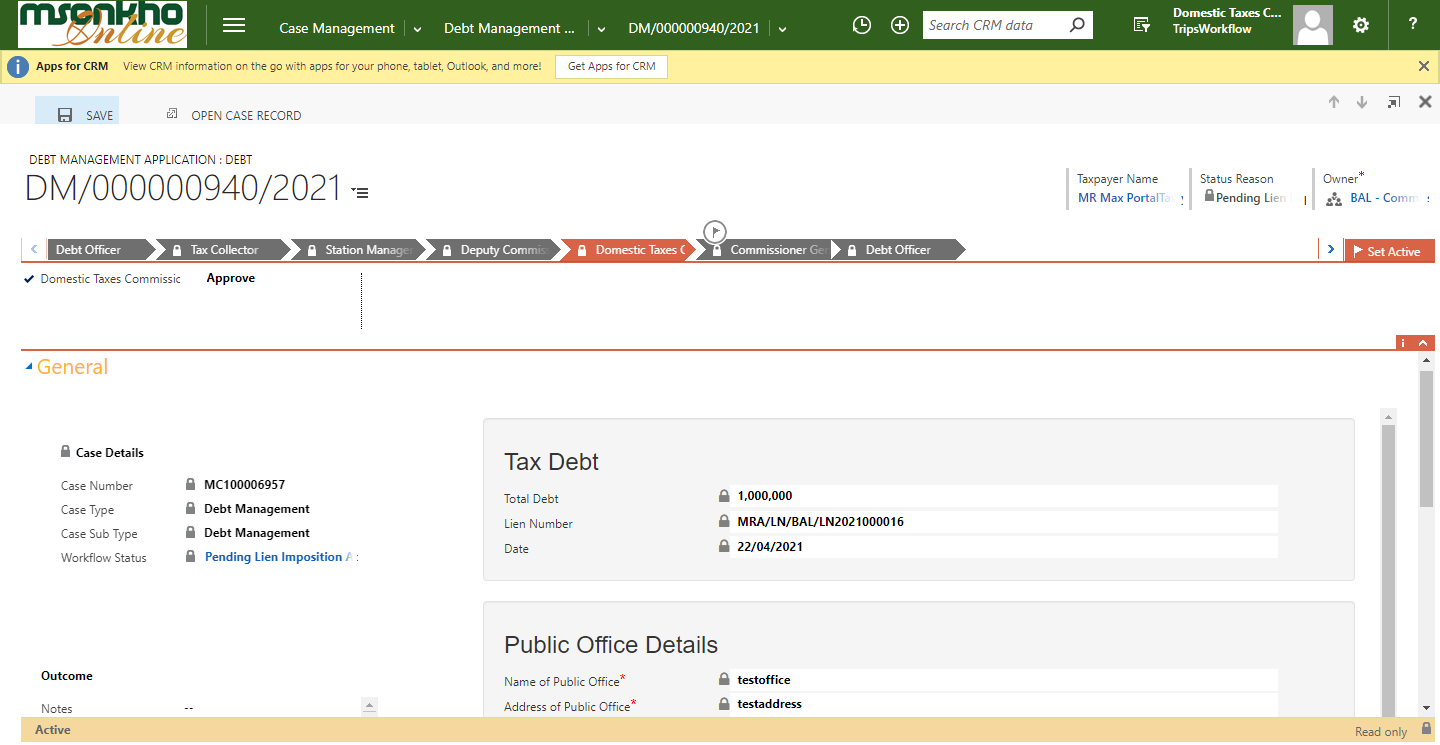 msonkho Online
Case Management
Debt Management ...
DM/000000940/2021
Search CRM data
Domestic Taxes C...
TripsWorkflow
?
i
Apps for CRM
View CRM information on the go with apps for your phone, tablet, Outlook, and more!
Get Apps for CRM
SAVE
OPEN CASE RECORD
DEBT MANAGEMENT APPLICATION : DEBT
DM/000000940/2021
Taxpayer Name
MR Max PortalTa
Status Reason
Pending Lien
Owner*
BAL - Comm
Debt Officer
Tax Collector
Station Manager
Deputy Commis
Domestic Taxes C
Commissioner Ge
Debt Officer
Set Active
Domestic Taxes Commissic
Approve
i
General
Case Details
Case Number
MC100006957
Case Type
Debt Management
Case Sub Type
Debt Management
Workflow Status
Pending Lien Imposition A
Outcome
Notes
--
Tax Debt
Total Debt
1,000,000
Lien Number
MRA/LN/BAL/LN2021000016
Date
22/04/2021
Public Office Details
Name of Public Office*
testoffice
Address of Public Office*
testaddress
Active
Read only